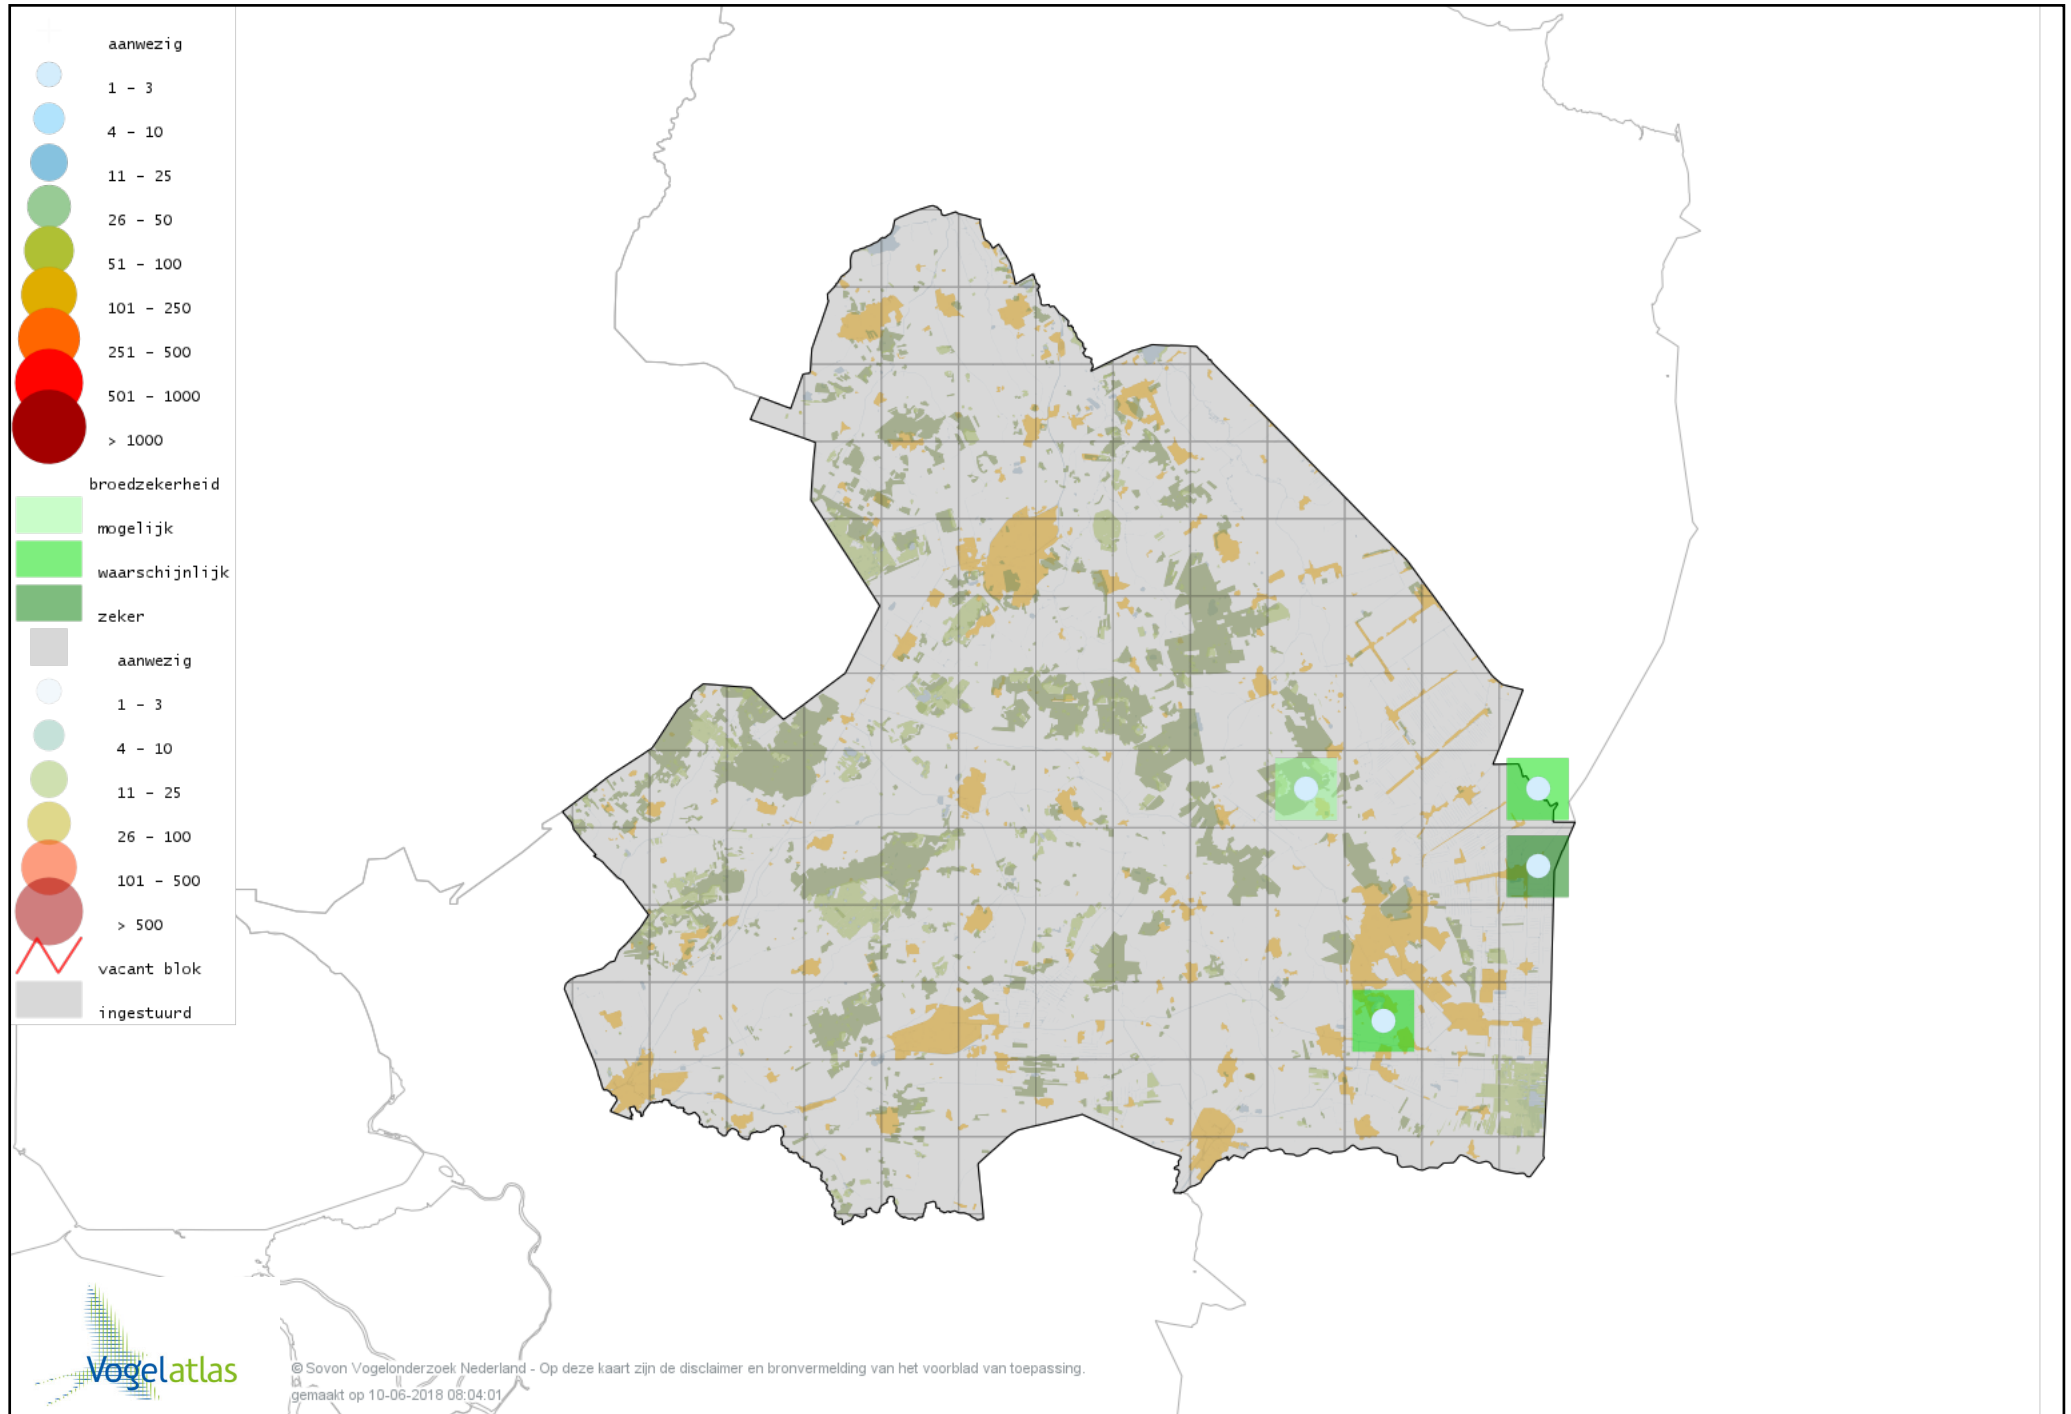 aanwezig
1 - 3
4 - 10
11 - 25
26 - 50
51 - 100
101 - 250
251 - 500
501 - 1000
> 1000
broedzekerheid
mogelijk
waarschijnlijk
zeker
aanwezig
1 - 3
4 - 10
11 - 25
26 - 100
101 - 500
> 500
vacant blok
ingestuurd
Vogelatlas
© Sovon Vogelonderzoek Nederland - Op deze kaart zijn de disclaimer en bronvermelding van het voorblad van toepassing.
gemaakt op 10-06-2018 08:04:01